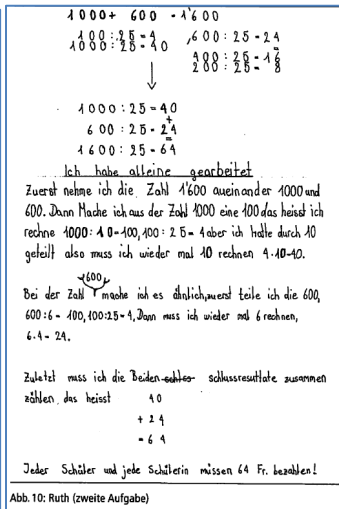 1000 + 600 = 1'600
100 : 25 = 4 , 600 : 25 = 24
1000 : 25 = 40 400 : 25 = 16
200 : 25 = 8
1000 : 25 = 40
+
600 : 25 = 24
1600 : 25 = 64
Ich habe alleine gearbeitet
Zuerst nehme ich die Zahl 1'600 aueinander 1000 und
600. Dann Mache ich aus der Zahl 1000 eine 100 das heisst ich
rechne 1000 : 10 = 100, 100 : 25 = 4 aber ich hatte durch 10
geteilt also muss ich wieder mal 10 rechnen 4·10=40.
600
Bei der Zahl mache ich es ähnlich, zuerst teile ich die 600,
600 : 6 = 100, 100:25 = 4, Dann muss ich wieder mal 6 rechnen,
6·4 = 24.
Zuletzt muss ich die Beiden schlussresultate zusammen
zählen das heisst 40
+ 24
= 64
Jeder Schüler und jede Schülerin müssen 64 Fr. bezahlen!
Abb. 10: Ruth (zweite Aufgabe)